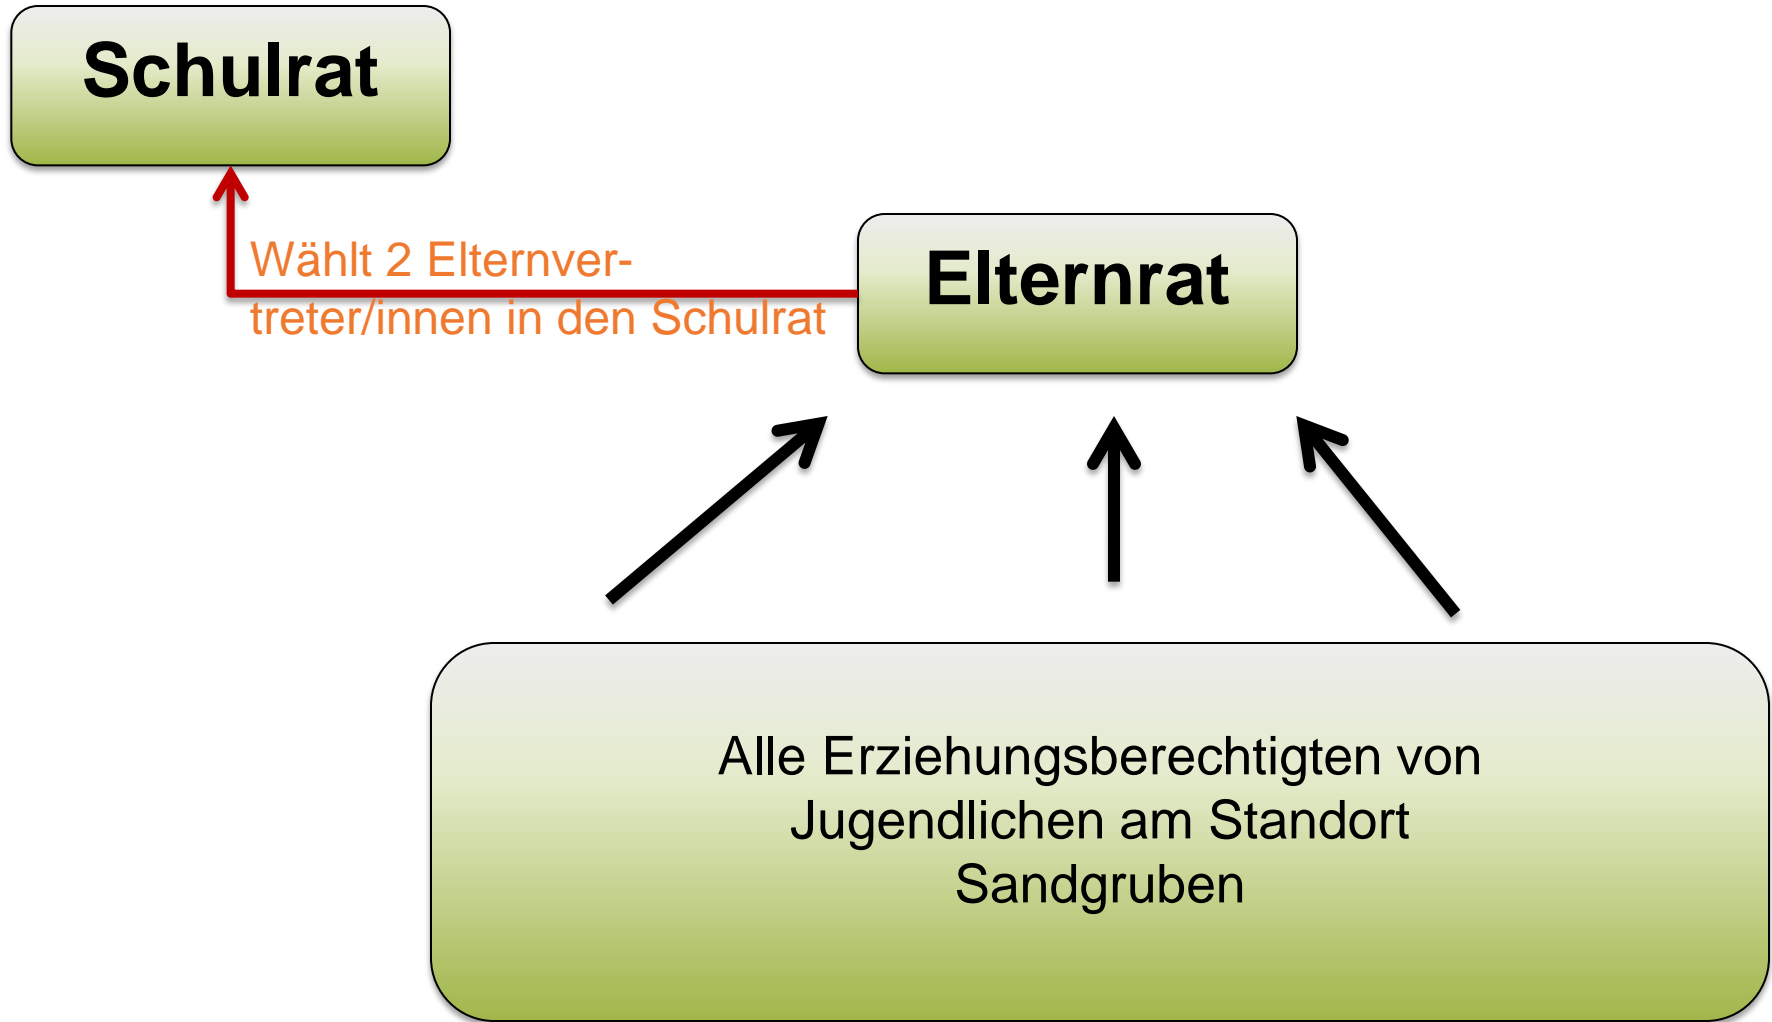 Schulrat
Wählt 2 Elternver-
treter/innen in den Schulrat
Elternrat
Alle Erziehungsberechtigten von
Jugendlichen am Standort
Sandgruben